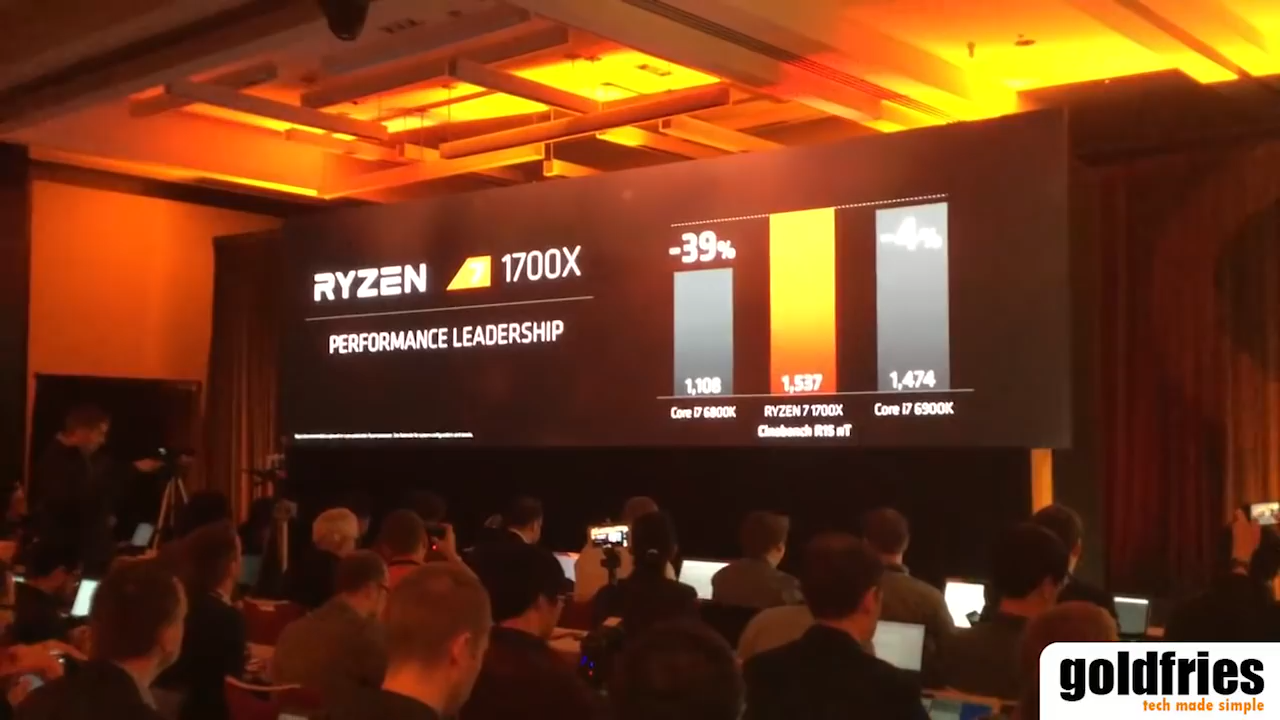 RYZEN 7 1700X
PERFORMANCE LEADERSHIP
-39%
-4%
1,108
1,537
1,474
Core i7 6800K
RYZEN 7 1700X
Core i7 6900K
Cinebench R15 nT
goldfries
tech made simple